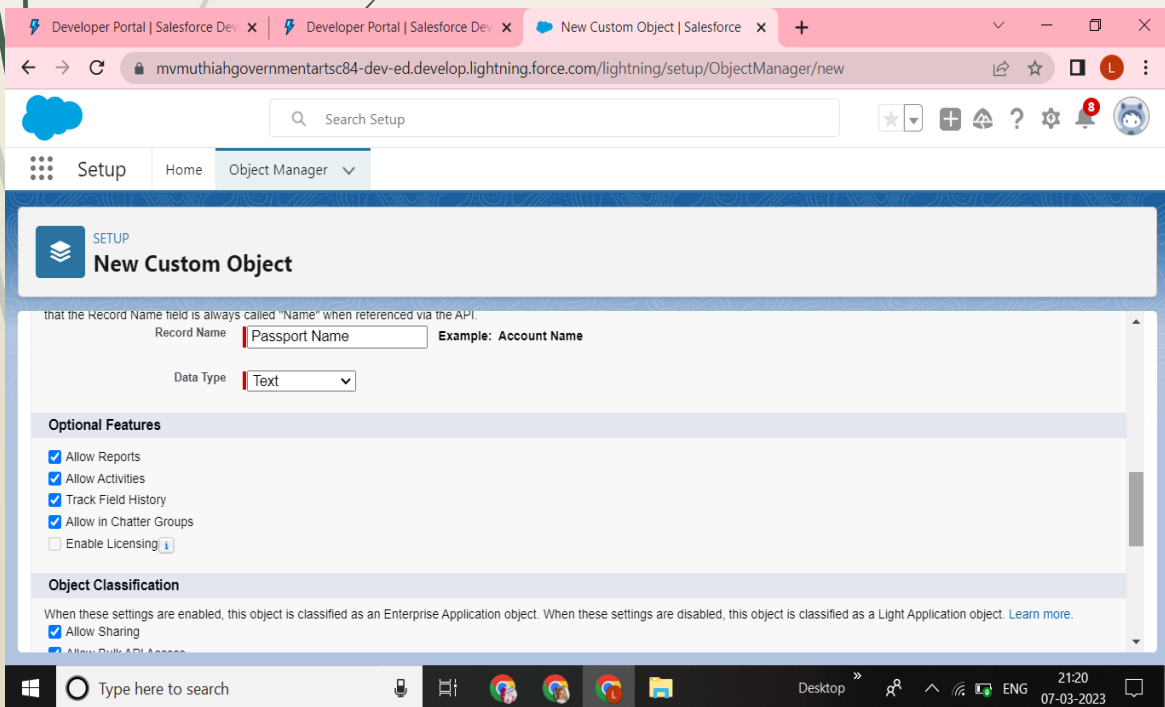 Developer Portal | Salesforce Dev
Developer Portal | Salesforce Dev
New Custom Object | Salesforce
mvmuthiahgovernmentartsc84-dev-ed.develop.lightning.force.com/lightning/setup/ObjectManager/new
L
Search Setup
8
Setup
Home
Object Manager
SETUP
New Custom Object
that the Record Name field is always called "Name" when referenced via the API.
Record Name
Passport Name
Example: Account Name
Data Type
Text
Optional Features
Allow Reports
Allow Activities
Track Field History
Allow in Chatter Groups
Enable Licensing
i
Object Classification
When these settings are enabled, this object is classified as an Enterprise Application object. When these settings are disabled, this object is classified as a Light Application object. Learn more.
Allow Sharing
Allow Bulk API Access
Type here to search
L
Desktop
ENG
21:20
07-03-2023